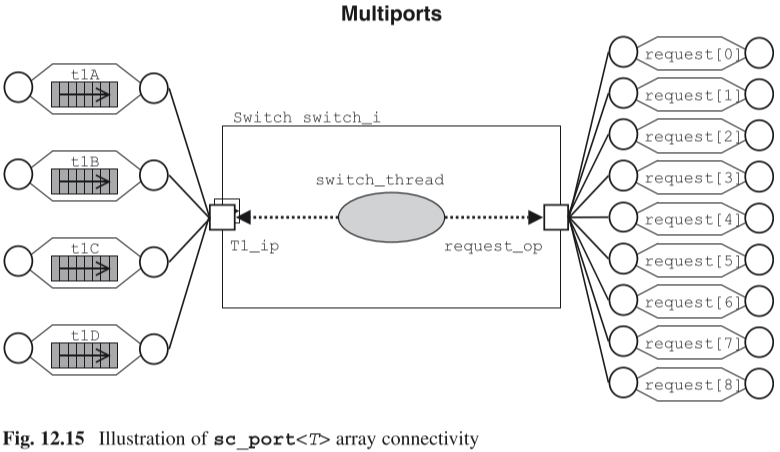 Multiports
t1A
t1B
t1C
t1D
Switch switch_i
switch_thread
T1_ip
request_op
request[0]
request[1]
request[2]
request[3]
request[4]
request[5]
request[6]
request[7]
request[8]
Fig. 12.15 Illustration of sc_port<T> array connectivity